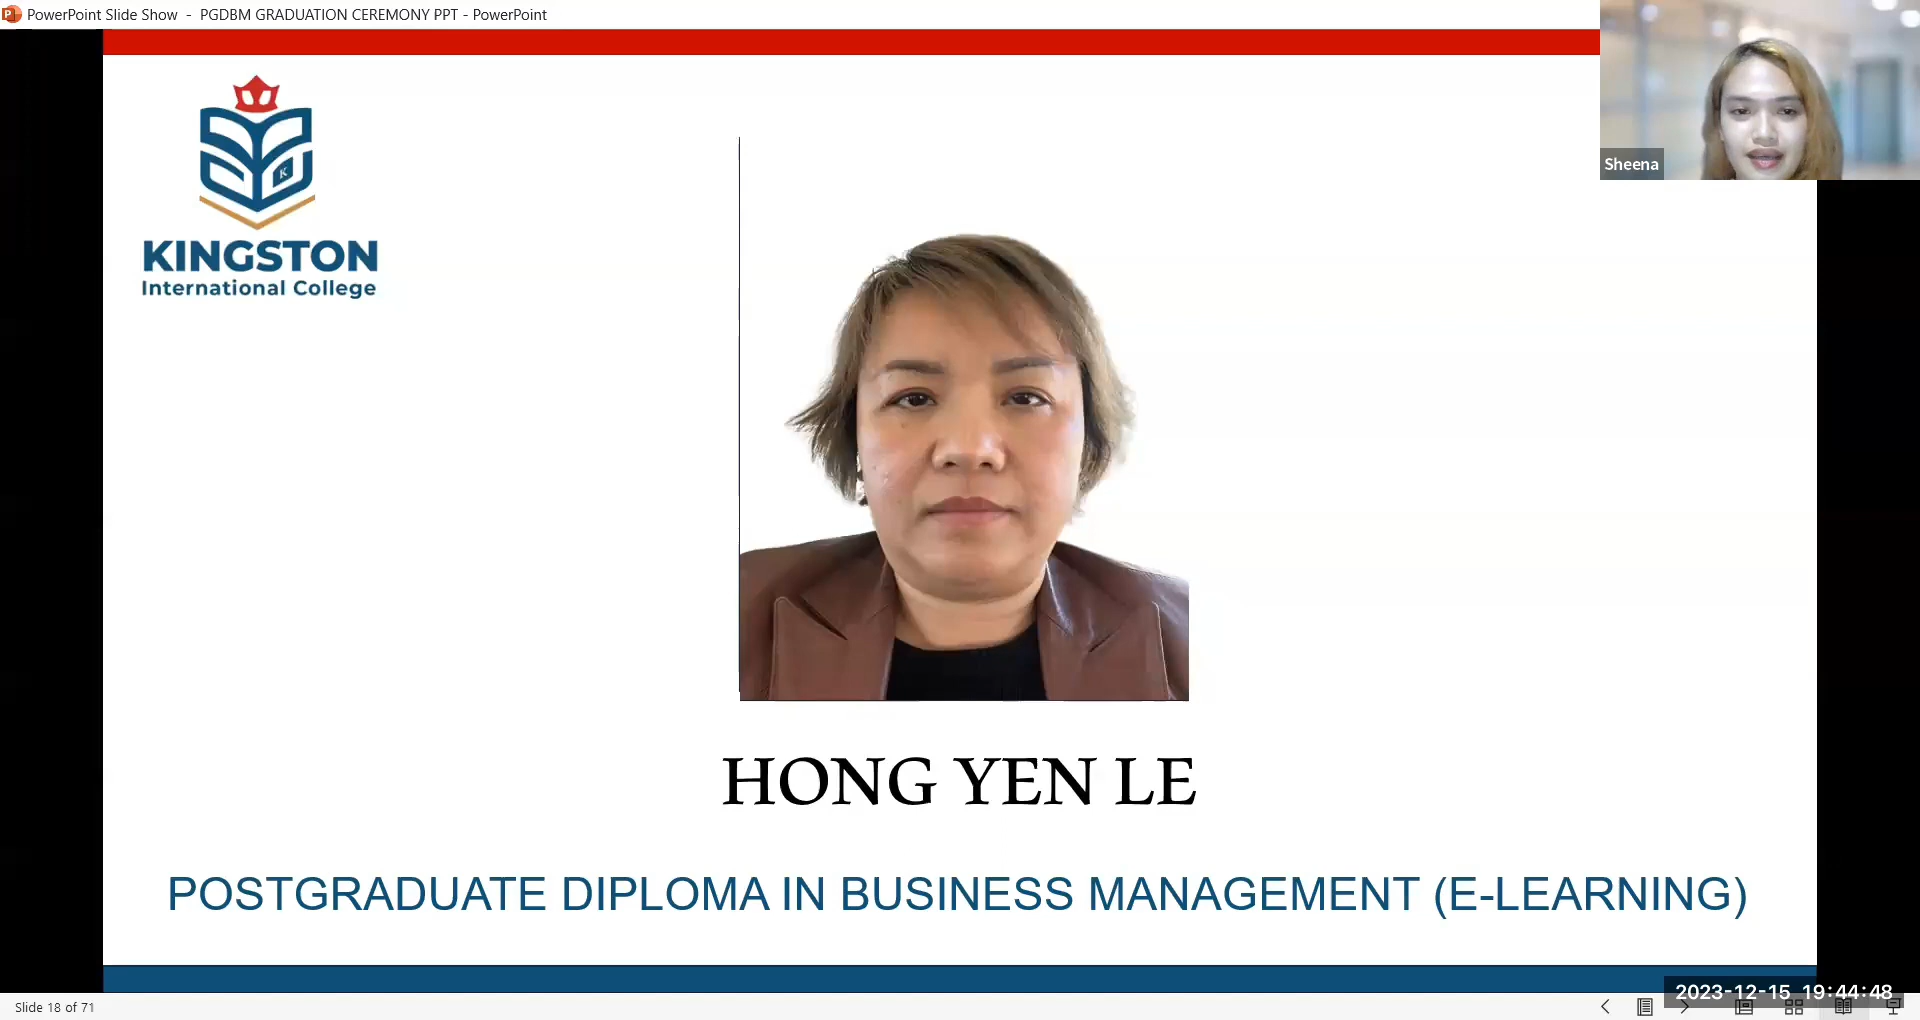 PowerPoint Slide Show - PGDBM GRADUATION CEREMONY PPT - PowerPoint
Sheena
K
KINGSTON
International College
HONG YEN LE
POSTGRADUATE DIPLOMA IN BUSINESS MANAGEMENT (E-LEARNING)
2023-12-15 19:44:48
Slide 18 of 71